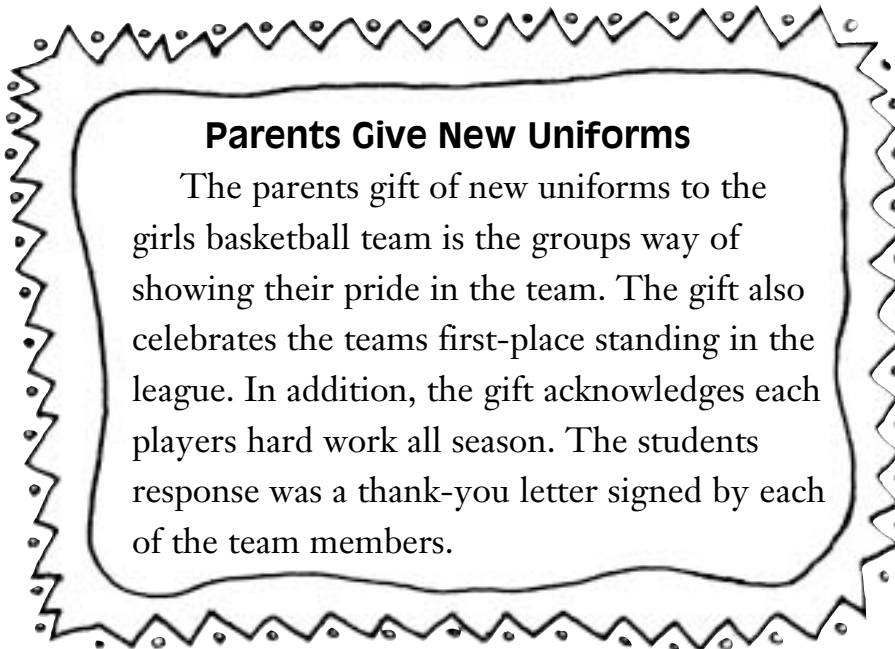 Parents Give New Uniforms
The parents gift of new uniforms to the
girls basketball team is the groups way of
showing their pride in the team. The gift also
celebrates the teams first-place standing in the
league. In addition, the gift acknowledges each
players hard work all season. The students
response was a thank-you letter signed by each
of the team members.